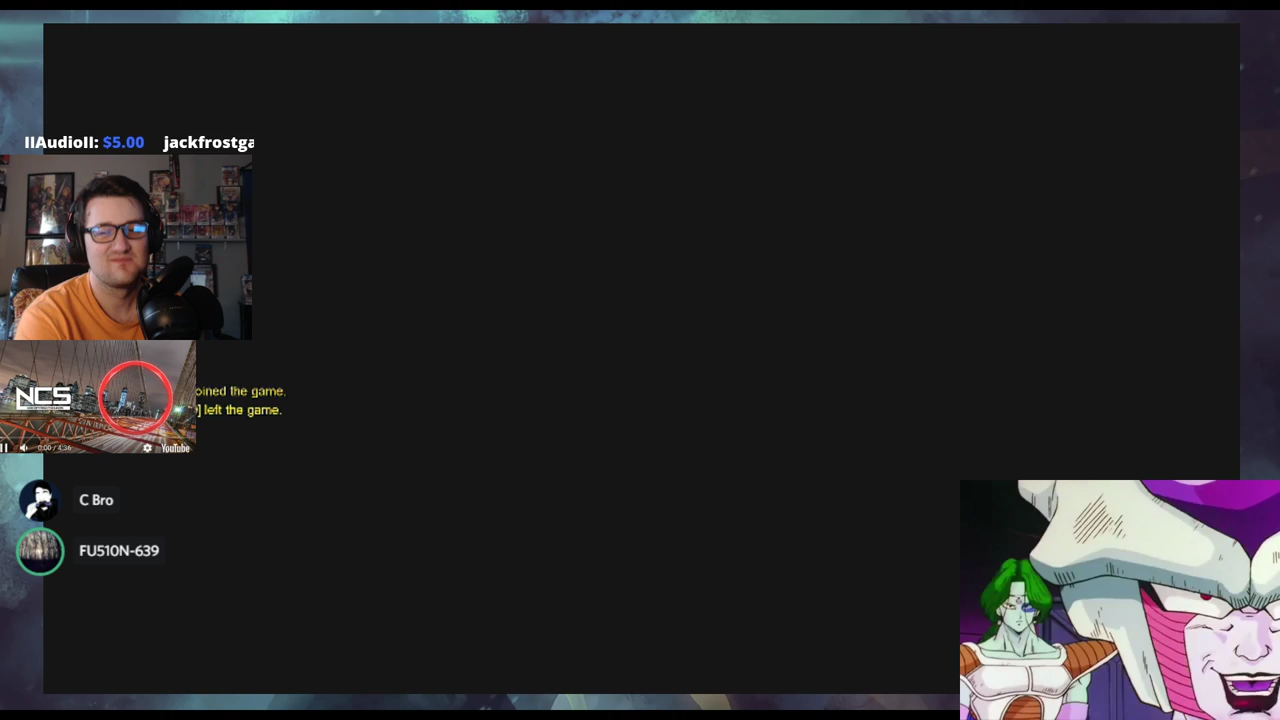 IIAudioII: $5.00 jackfrostga
NCS
0:00 / 4:36
YouTube
oined the game.
] left the game.
C Bro
FU510N-639